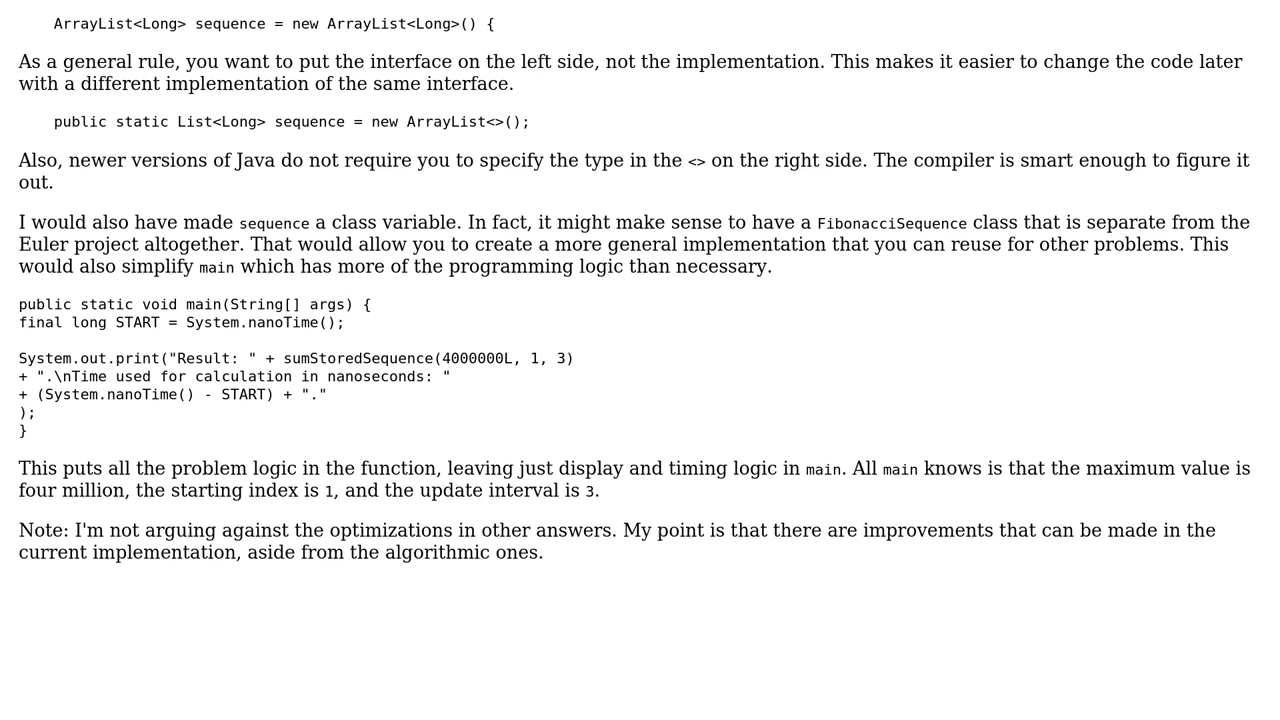 ArrayList<Long> sequence = new ArrayList<Long>() {
As a general rule, you want to put the interface on the left side, not the implementation. This makes it easier to change the code later
with a different implementation of the same interface.
public static List<Long> sequence = new ArrayList<>();
Also, newer versions of Java do not require you to specify the type in the <> on the right side. The compiler is smart enough to figure it
out.
I would also have made sequence a class variable. In fact, it might make sense to have a FibonacciSequence class that is separate from the
Euler project altogether. That would allow you to create a more general implementation that you can reuse for other problems. This
would also simplify main which has more of the programming logic than necessary.
public static void main(String[] args) {
final long START = System.nanoTime();
System.out.print("Result: " + sumStoredSequence(4000000L, 1, 3)
+ ".\nTime used for calculation in nanoseconds: "
+ (System.nanoTime() - START) + "."
);
}
This puts all the problem logic in the function, leaving just display and timing logic in main. All main knows is that the maximum value is
four million, the starting index is 1, and the update interval is 3.
Note: I'm not arguing against the optimizations in other answers. My point is that there are improvements that can be made in the
current implementation, aside from the algorithmic ones.